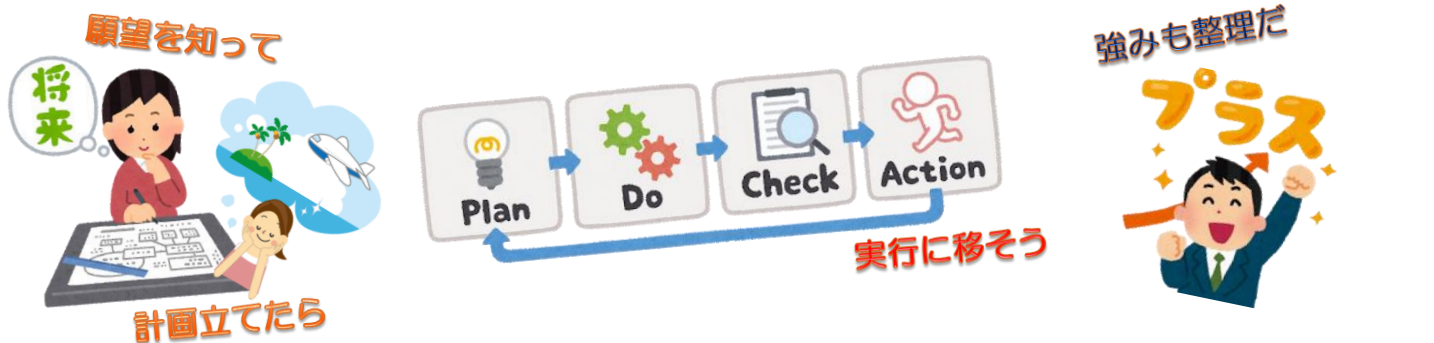 願望を知って
将来
計画立てたら
Plan
Do
Check
Action
実行に移そう
強みも整理だ
プラス